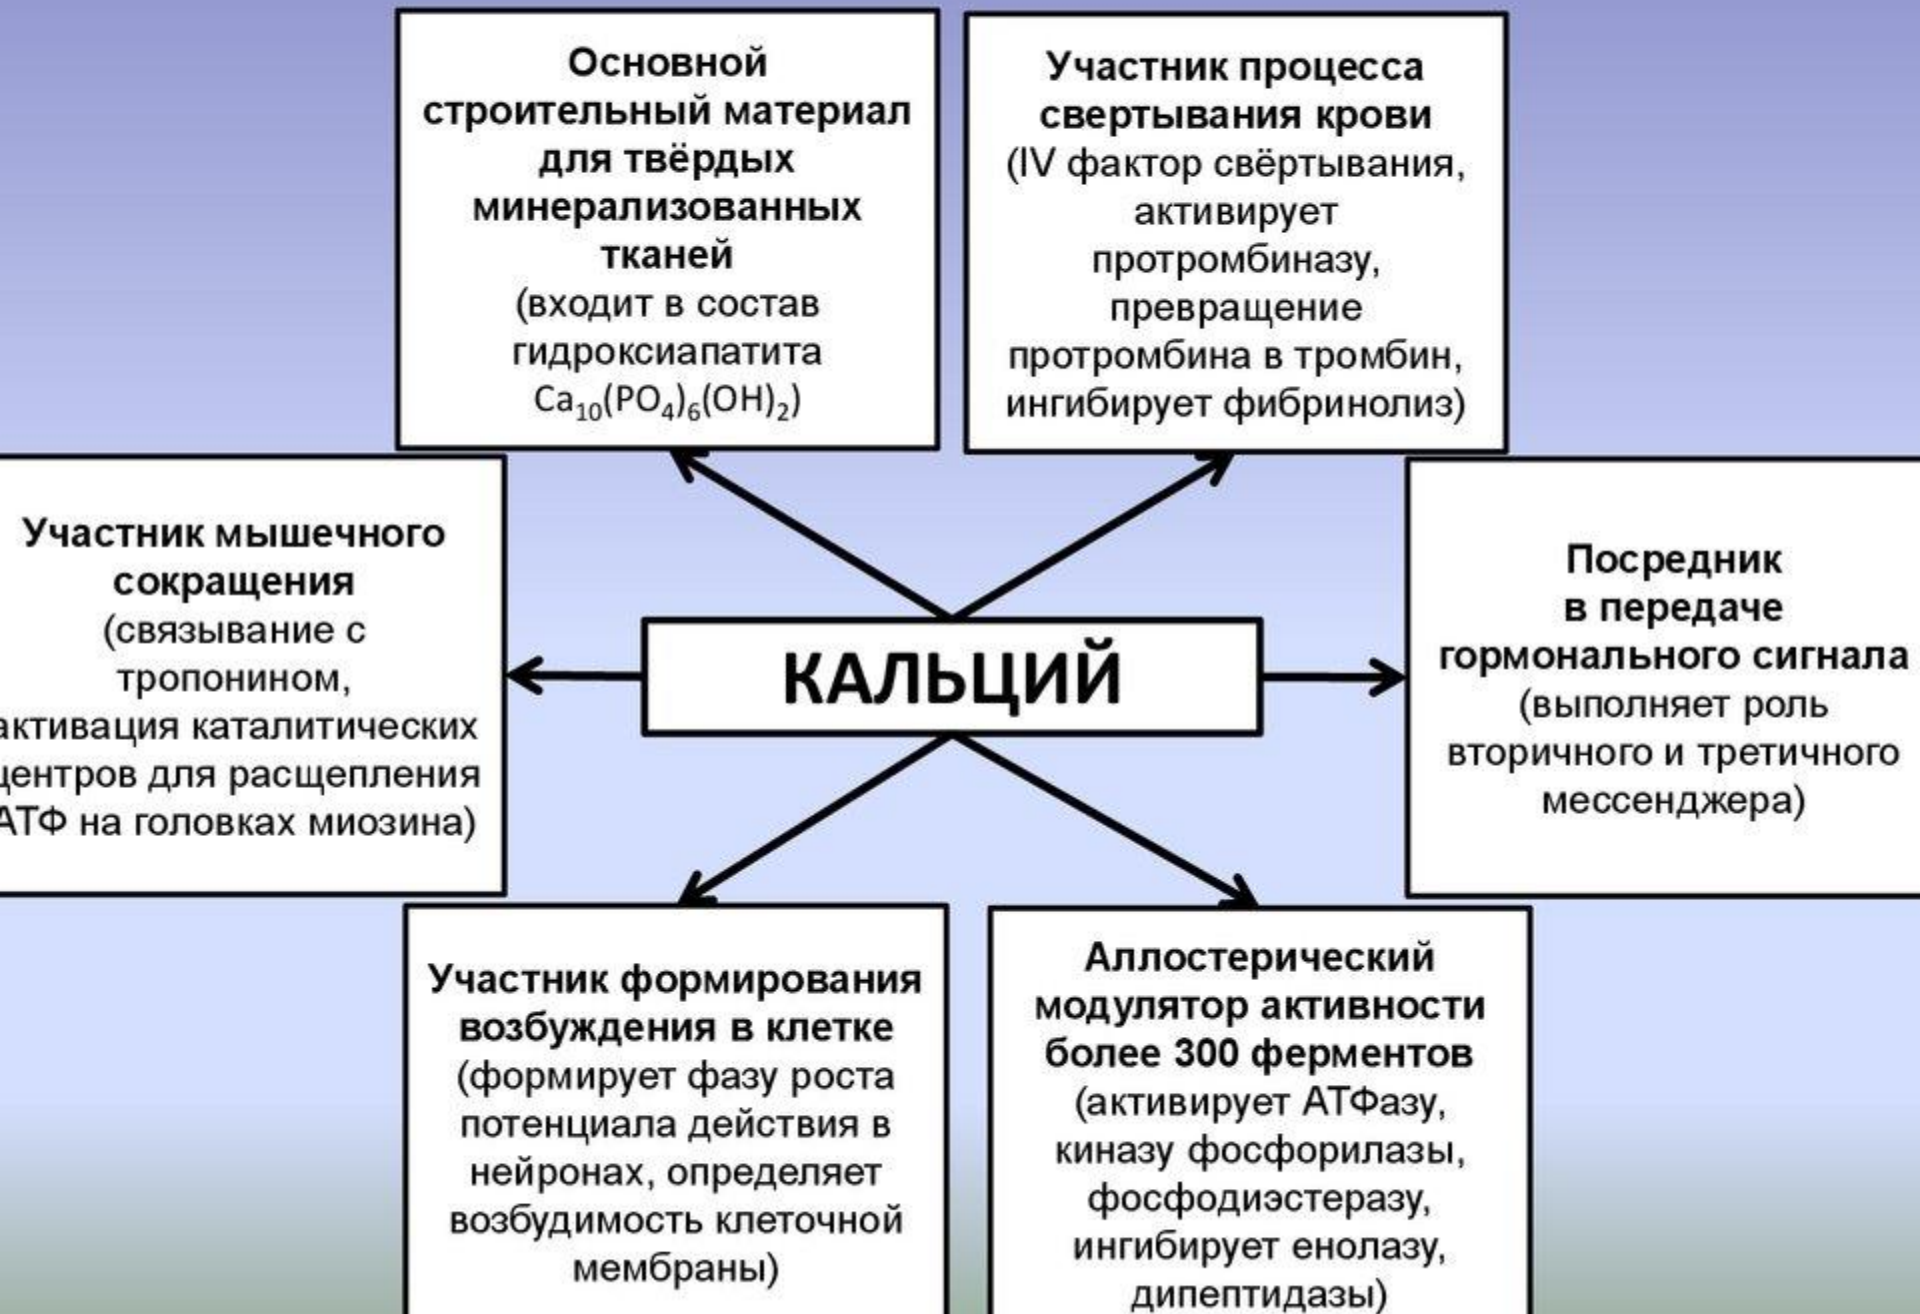 Основной
строительный материал
для твёрдых
минерализованных
тканей
(входит в состав
гидроксиапатита
Ca₁₀(PO₄)₆(OH)₂)
Участник процесса
свертывания крови
(IV фактор свёртывания,
активирует
протромбиназу,
превращение
протромбина в тромбин,
ингибирует фибринолиз)
Участник мышечного
сокращения
(связывание с
тропонином,
активация каталитических
центров для расщепления
АТФ на головках миозина)
КАЛЬЦИЙ
Посредник
в передаче
гормонального сигнала
(выполняет роль
вторичного и третичного
мессенджера)
Участник формирования
возбуждения в клетке
(формирует фазу роста
потенциала действия в
нейронах, определяет
возбудимость клеточной
мембраны)
Аллостерический
модулятор активности
более 300 ферментов
(активирует АТФазу,
киназу фосфорилазы,
фосфодиэстеразу,
ингибирует енолазу,
дипептидазы)